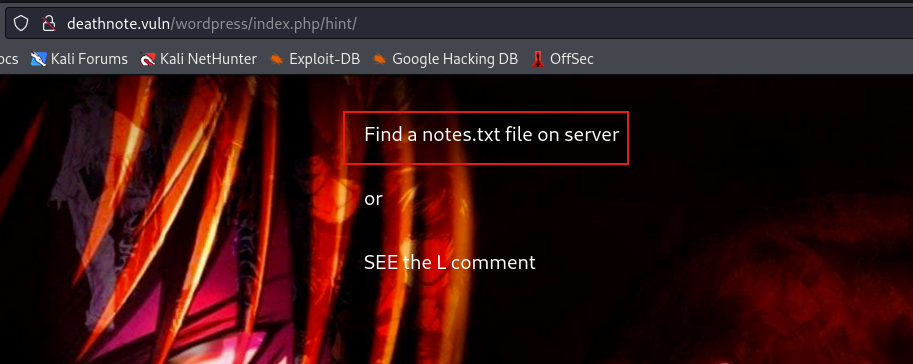 deathnote.vuln/wordpress/index.php/hint/
ocs Kali Forums Kali NetHunter Exploit-DB Google Hacking DB OffSec
Find a notes.txt file on server
or
SEE the L comment